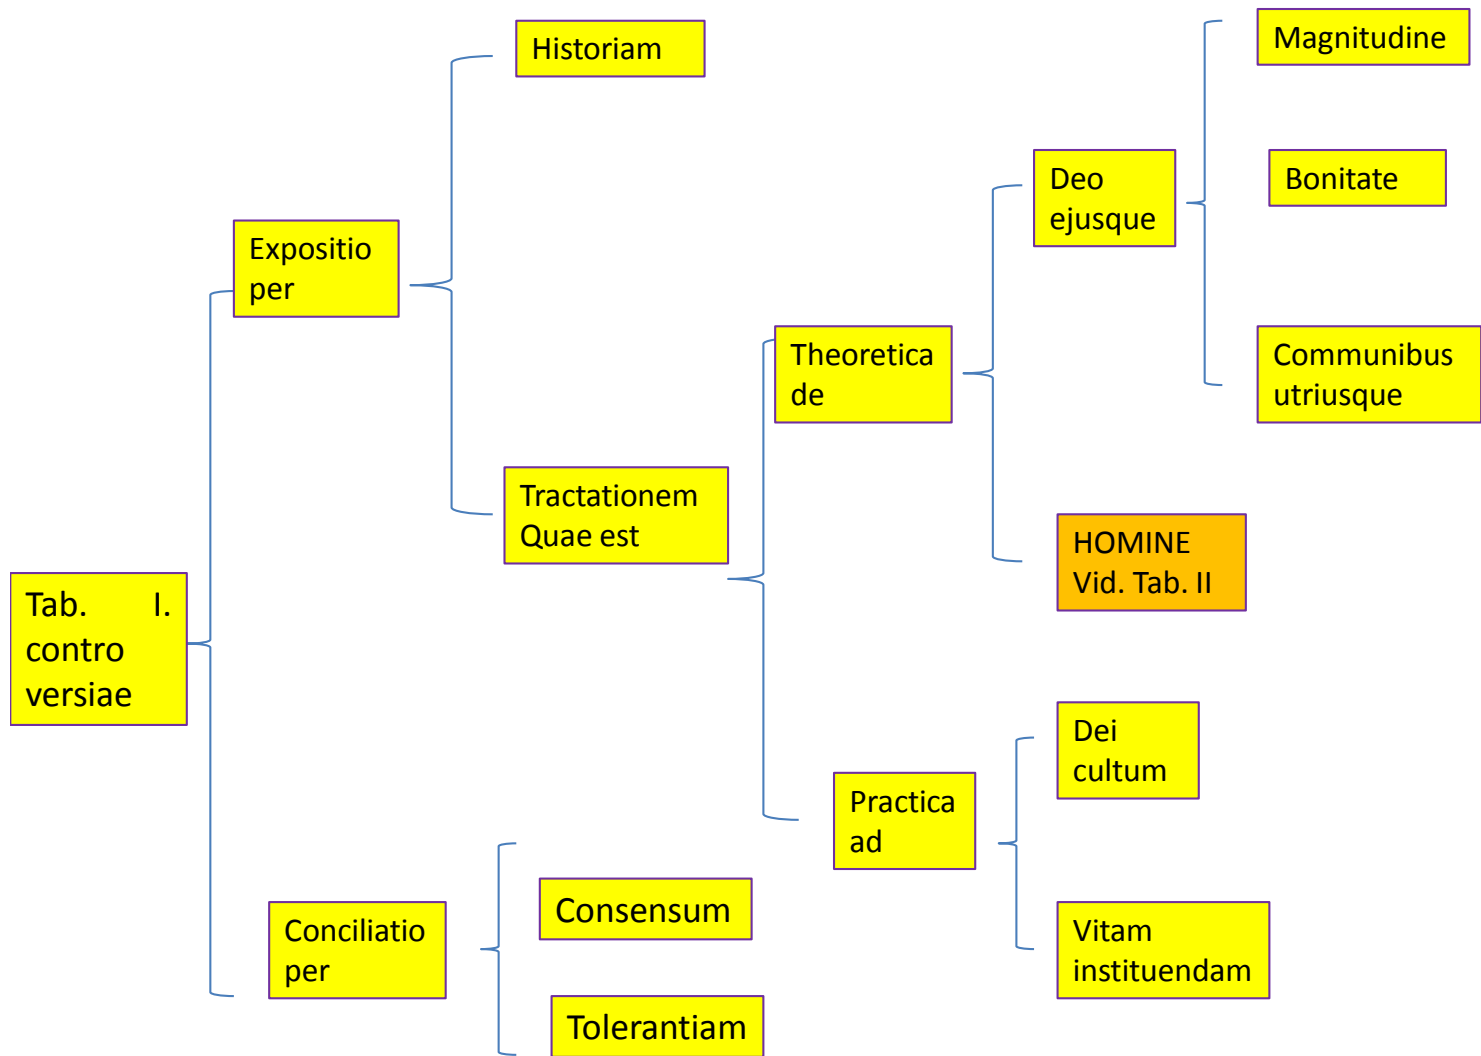 Tab. I.
contro
versiae
Expositio
per
Historiam
Tractationem
Quae est
Theoretica
de
Deo
ejusque
Magnitudine
Bonitate
Communibus
utriusque
HOMINE
Vid. Tab. II
Practica
ad
Dei
cultum
Vitam
instituendam
Conciliatio
per
Consensum
Tolerantiam